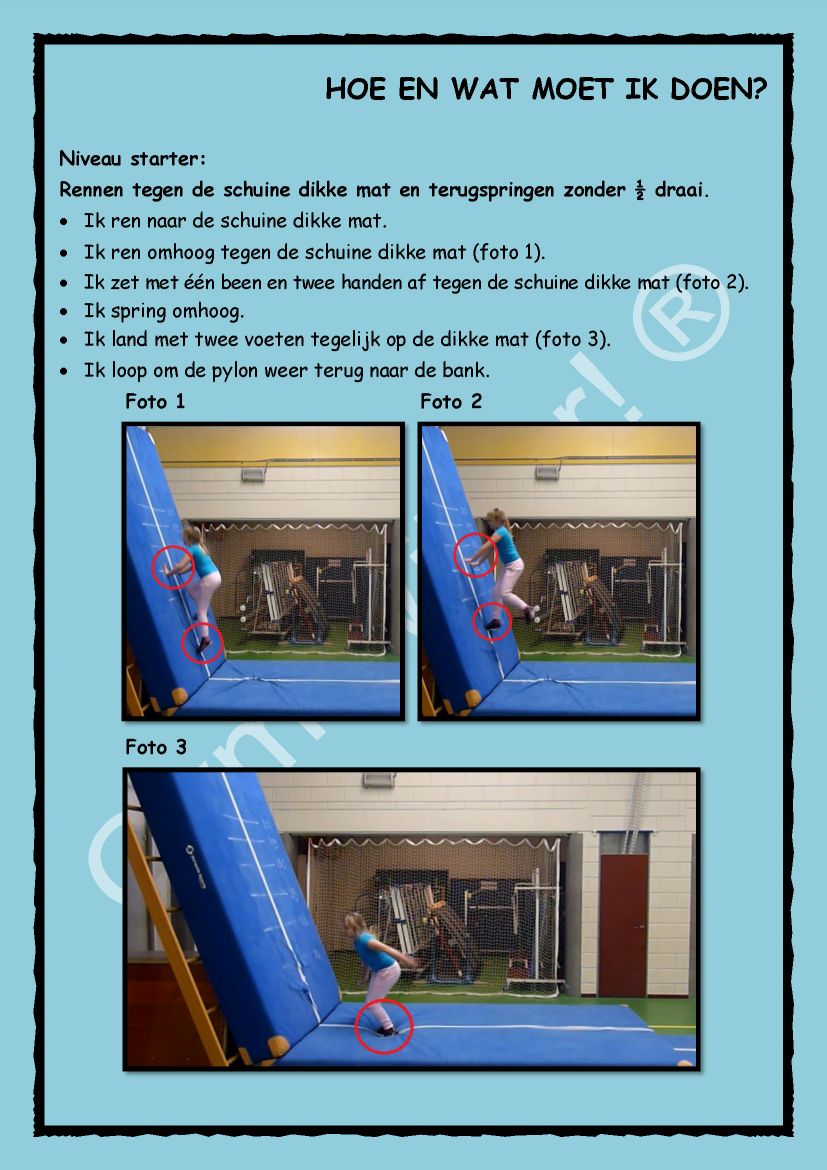 HOE EN WAT MOET IK DOEN?
Niveau starter:
Rennen tegen de schuine dikke mat en terugspringen zonder ½ draai.
• Ik ren naar de schuine dikke mat.
• Ik ren omhoog tegen de schuine dikke mat (foto 1).
• Ik zet met één been en twee handen af tegen de schuine dikke mat (foto 2).
• Ik spring omhoog.
• Ik land met twee voeten tegelijk op de dikke mat (foto 3).
• Ik loop om de pylon weer terug naar de bank.
Foto 1 Foto 2
Foto 3